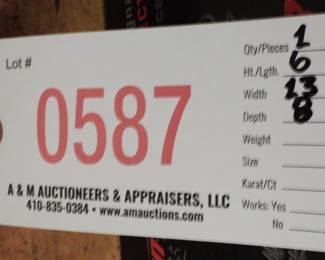 Lot #
0587
A & M AUCTIONEERS & APPRAISERS, LLC
410-835-0384 • www.amauctions.com
Qty/Pieces 1
Ht./Lgth. 6
Width 13
Depth 8
Weight
Size
Karat/Ct
Works: Yes
No